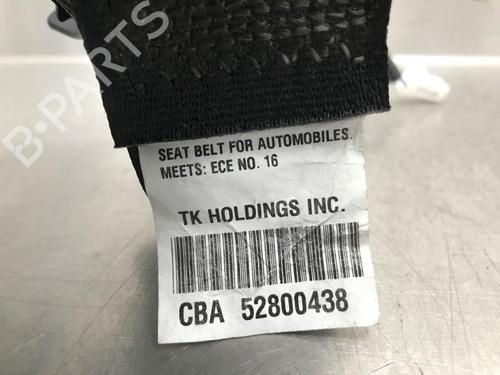 B-PARTS
SEAT BELT FOR AUTOMOBILES.
MEETS: ECE NO. 16
TK HOLDINGS INC.
CBA 52800438